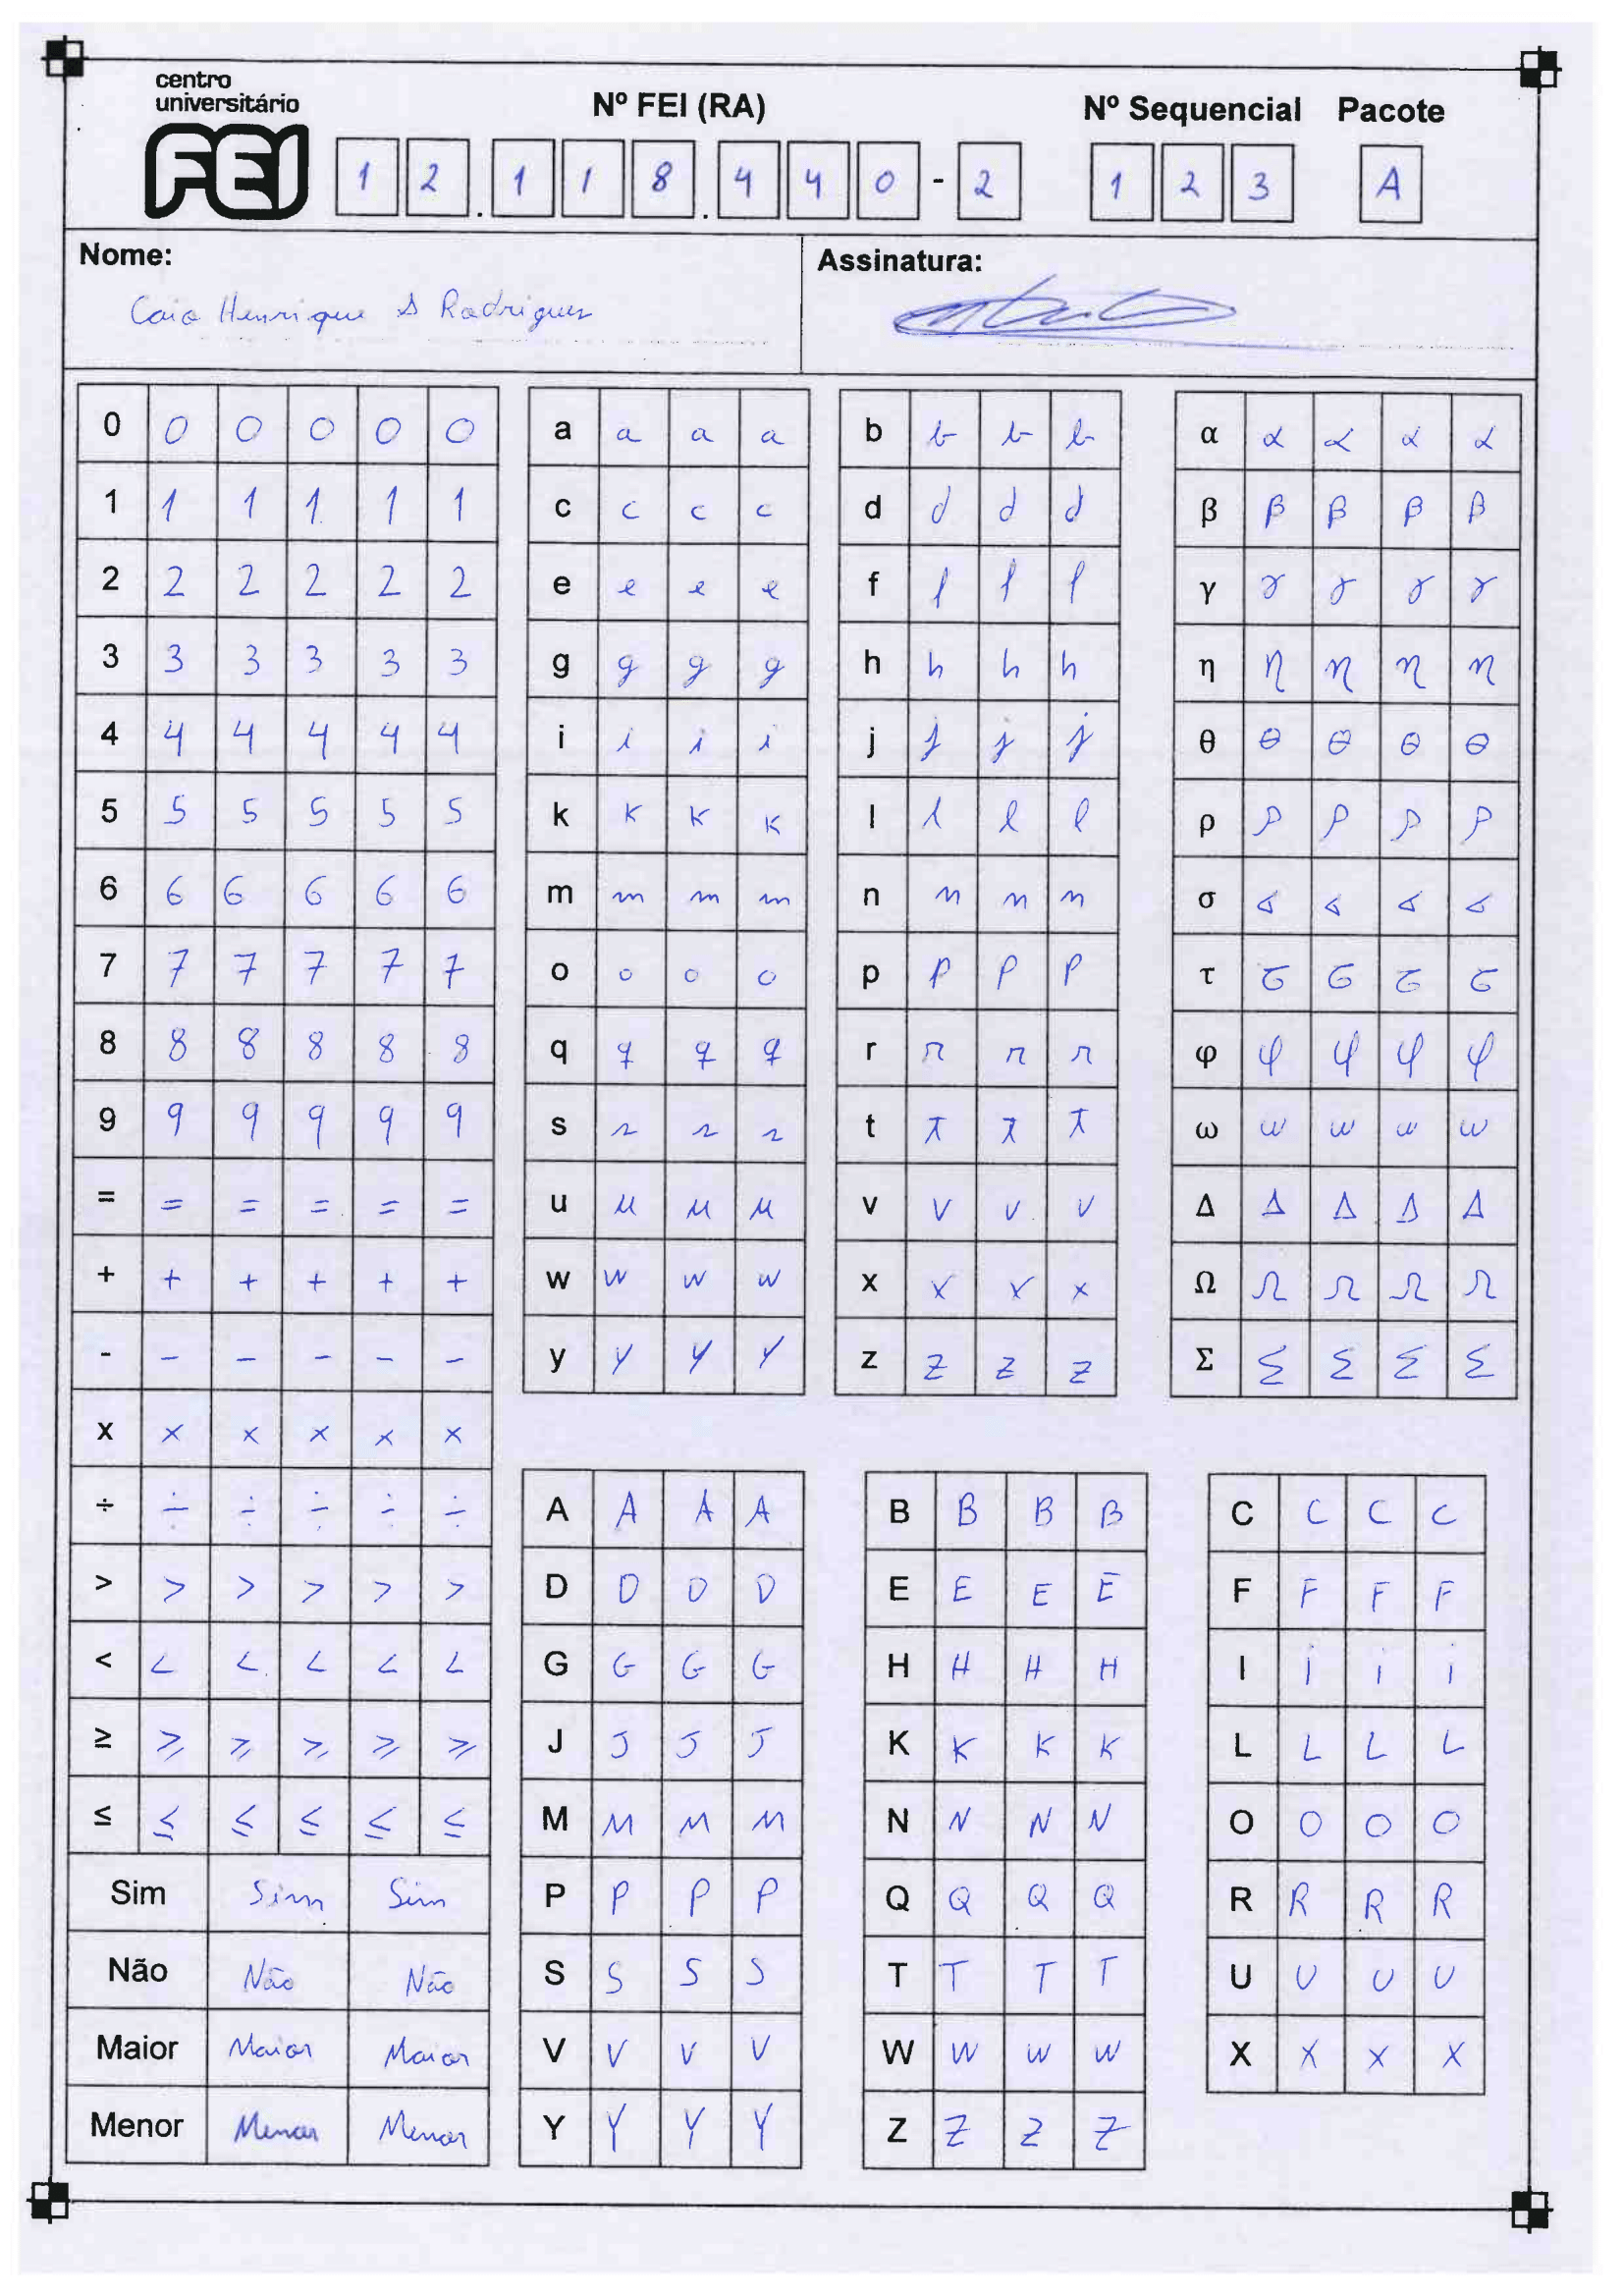 centro
universitário
FEI
Nº FEI (RA)
Nº Sequencial Pacote
1 2 . 1 1 8 . 4 4 0 - 2 1 2 3 A
Nome: Assinatura:
Caio Henrique S Rodrigues
0 0 0 0 0 0 a a a a b b b b α α α α α
1 1 1 1 1 1 c c c c d d d d β β β β β
2 2 2 2 2 2 e e e e f f f f γ γ γ γ γ
3 3 3 3 3 3 g g g g h h h h η η η η η
4 4 4 4 4 4 i i i i j j j j θ θ θ θ θ
5 5 5 5 5 5 k k k k l l l l ρ ρ ρ ρ ρ
6 6 6 6 6 6 m m m m n n n n σ σ σ σ σ
7 7 7 7 7 7 o o o o p p p p τ τ τ τ τ
8 8 8 8 8 8 q q q q r r r r φ φ φ φ φ
9 9 9 9 9 9 s s s s t t t t ω ω ω ω ω
= = = = = = u u u u v v v v Δ Δ Δ Δ Δ
+ + + + + + w w w w x x x x Ω Ω Ω Ω Ω
- - - - - - y y y y z z z z Σ Σ Σ Σ Σ
x x x x x x
÷ ÷ ÷ ÷ ÷ ÷ A A A A B B B B C C C C
> > > > > > D D D D E E E E F F F F
< < < < < < G G G G H H H H I i i i
≥ ≥ ≥ ≥ ≥ ≥ J J J J K K K K L L L L
≤ ≤ ≤ ≤ ≤ ≤ M M M M N N N N O O O O
Sim Sim Sim P P P P Q Q Q Q R R R R
Não Não Não S S S S T T T T U U U U
Maior Maior Maior V V V V W W W W X X X X
Menor Menor Menor Y Y Y Y Z Z Z Z